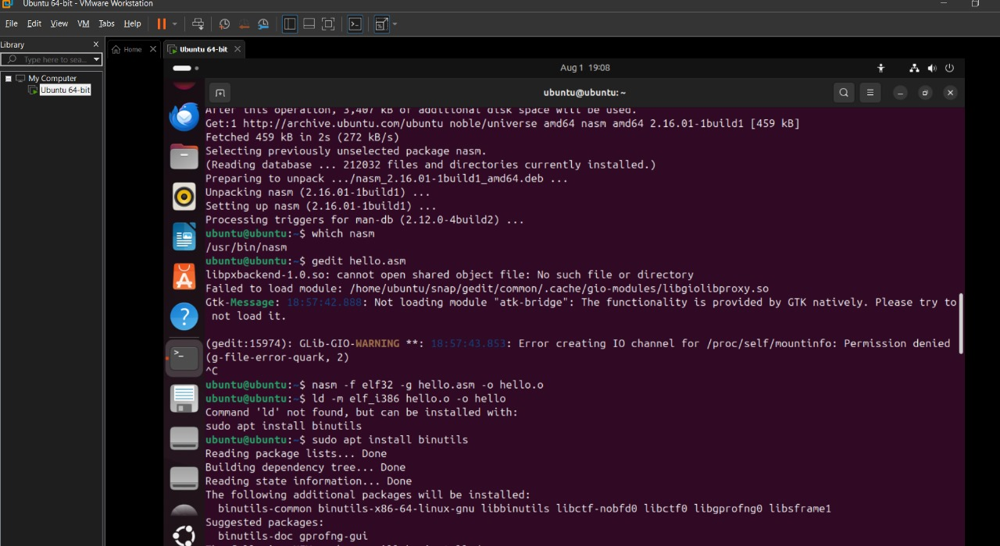 Ubuntu 64-bit - VMware Workstation
File Edit View VM Tabs Help
Library
Type here to sea...
My Computer
Ubuntu 64-bit
Home
Ubuntu 64-bit
Aug 1 19:08
ubuntu@ubuntu: ~
After this operation, 3,407 kB of additional disk space will be used.
Get:1 http://archive.ubuntu.com/ubuntu noble/universe amd64 nasm amd64 2.16.01-1build1 [459 kB]
Fetched 459 kB in 2s (272 kB/s)
Selecting previously unselected package nasm.
(Reading database ... 212032 files and directories currently installed.)
Preparing to unpack .../nasm_2.16.01-1build1_amd64.deb ...
Unpacking nasm (2.16.01-1build1) ...
Setting up nasm (2.16.01-1build1) ...
Processing triggers for man-db (2.12.0-4build2) ...
ubuntu@ubuntu:~$ which nasm
/usr/bin/nasm
ubuntu@ubuntu:~$ gedit hello.asm
libpxbackend-1.0.so: cannot open shared object file: No such file or directory
Failed to load module: /home/ubuntu/snap/gedit/common/.cache/gio-modules/libgiolibproxy.so
Gtk-Message: 18:57:42.888: Not loading module "atk-bridge": The functionality is provided by GTK natively. Please try to
not load it.
(gedit:15974): GLib-GIO-WARNING **: 18:57:43.853: Error creating IO channel for /proc/self/mountinfo: Permission denied
(g-file-error-quark, 2)
^C
ubuntu@ubuntu:~$ nasm -f elf32 -g hello.asm -o hello.o
ubuntu@ubuntu:~$ ld -m elf_i386 hello.o -o hello
Command 'ld' not found, but can be installed with:
sudo apt install binutils
ubuntu@ubuntu:~$ sudo apt install binutils
Reading package lists... Done
Building dependency tree... Done
Reading state information... Done
The following additional packages will be installed:
binutils-common binutils-x86-64-linux-gnu libbinutils libctf-nobfd0 libctf0 libgprofng0 libsframe1
Suggested packages:
binutils-doc gprofng-gui